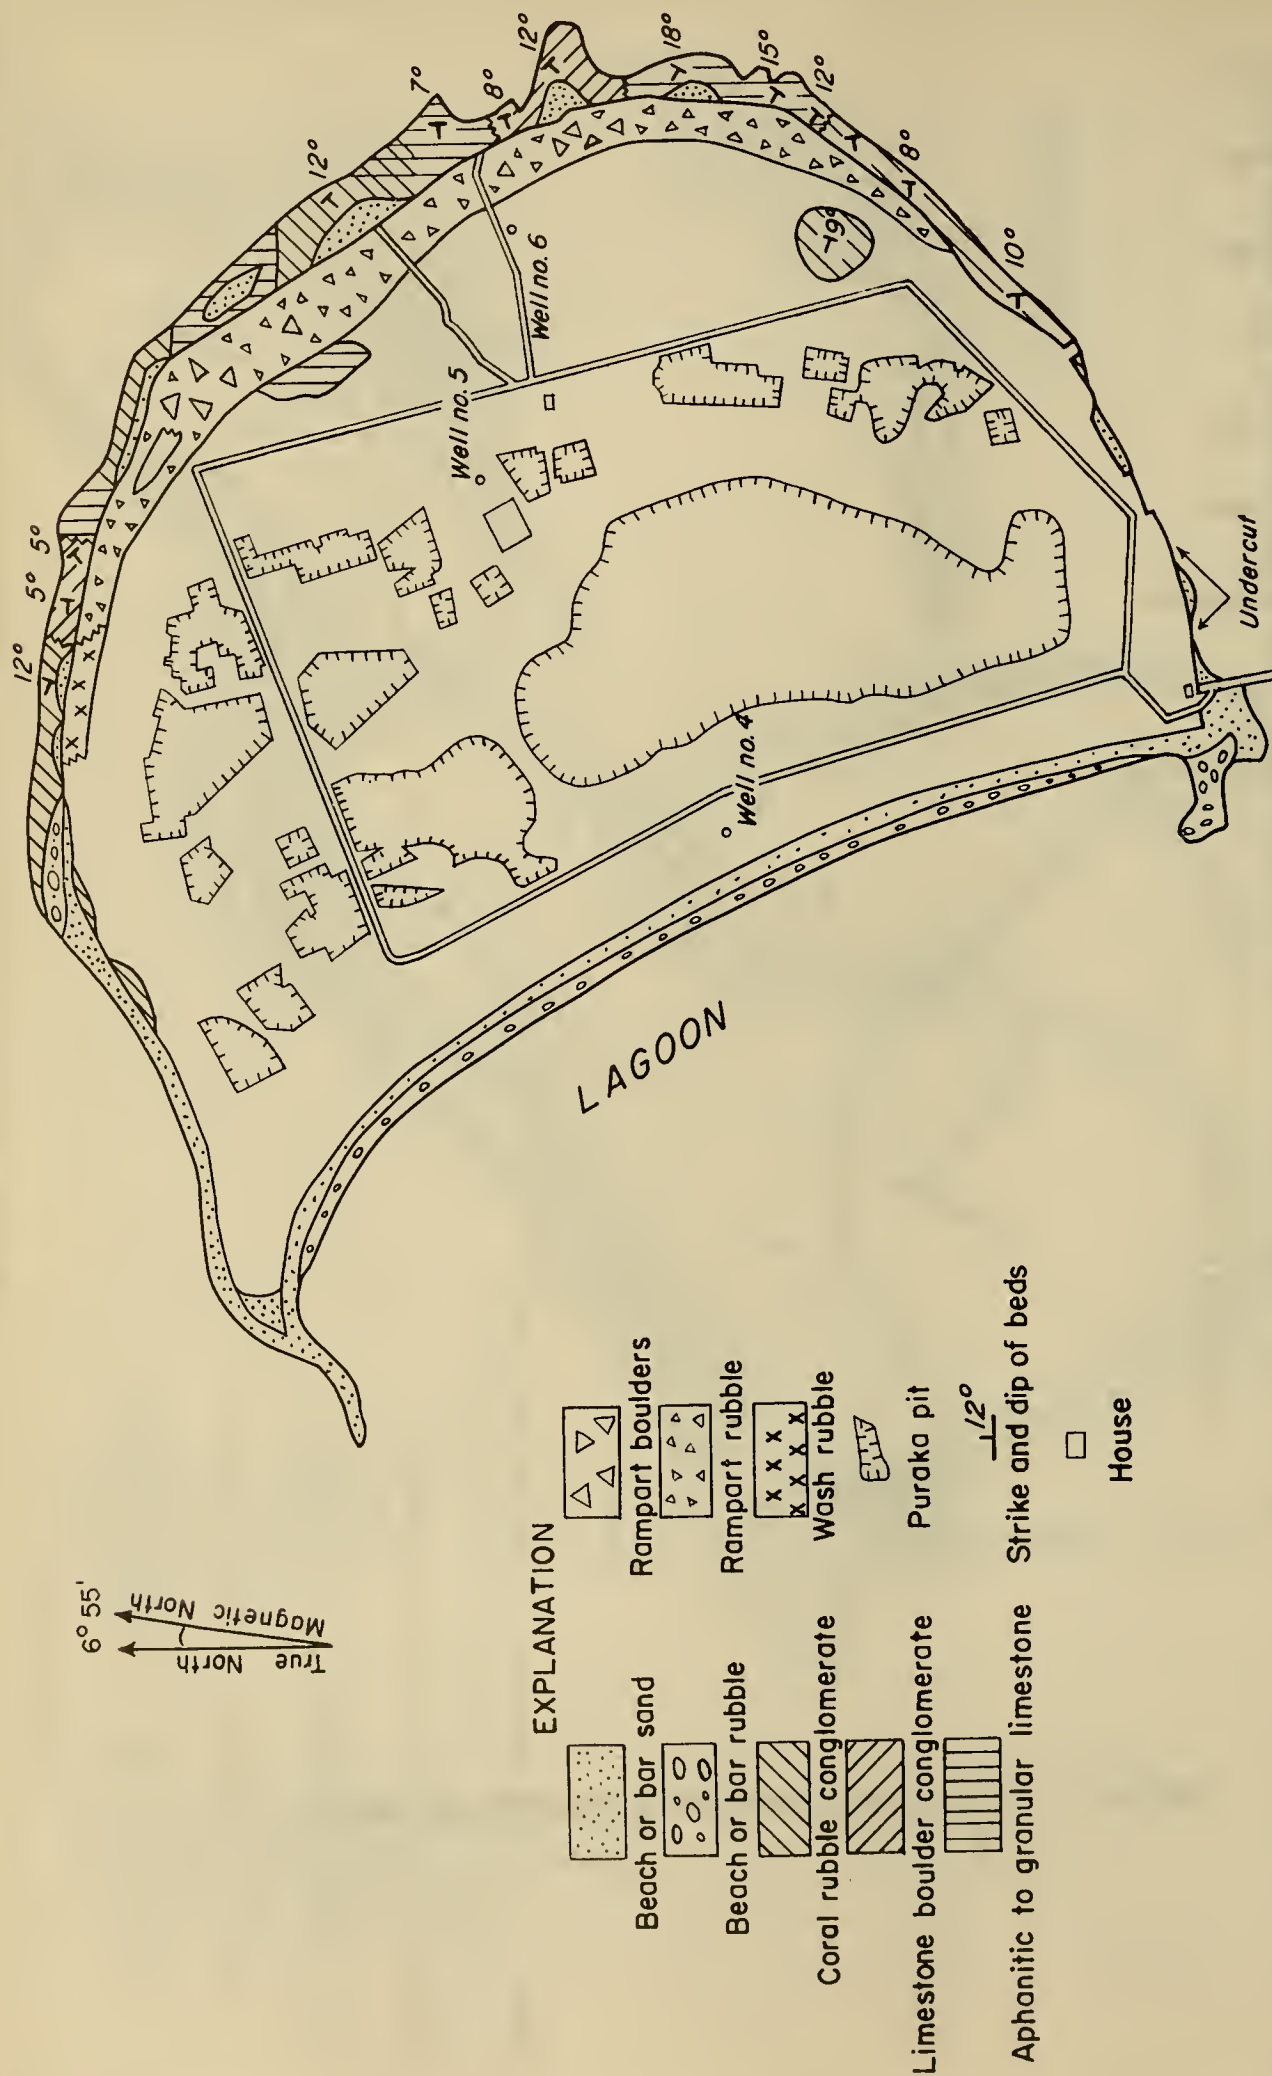 12°
5°
5°
12°
7°
8°
12°
18°
15°
12°
8°
10°
9°
Well no. 5
Well no. 6
Well no. 4
LAGOON
Undercut
6° 55'
True North
Magnetic North
EXPLANATION
Beach or bar sand
Beach or bar rubble
Coral rubble conglomerate
Limestone boulder conglomerate
Aphanitic to granular limestone
Rampart boulders
Rampart rubble
Wash rubble
Puraka pit
12°
Strike and dip of beds
House